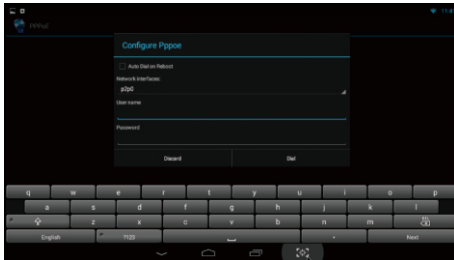 PPPoE
Configure Pppoe
Auto Dial on Reboot
Network interfaces:
p2p0
User name
Password
Discard Dial
q w e r t y u i o p
a s d f g h j k l
z x c v b n m
English ?123 Next